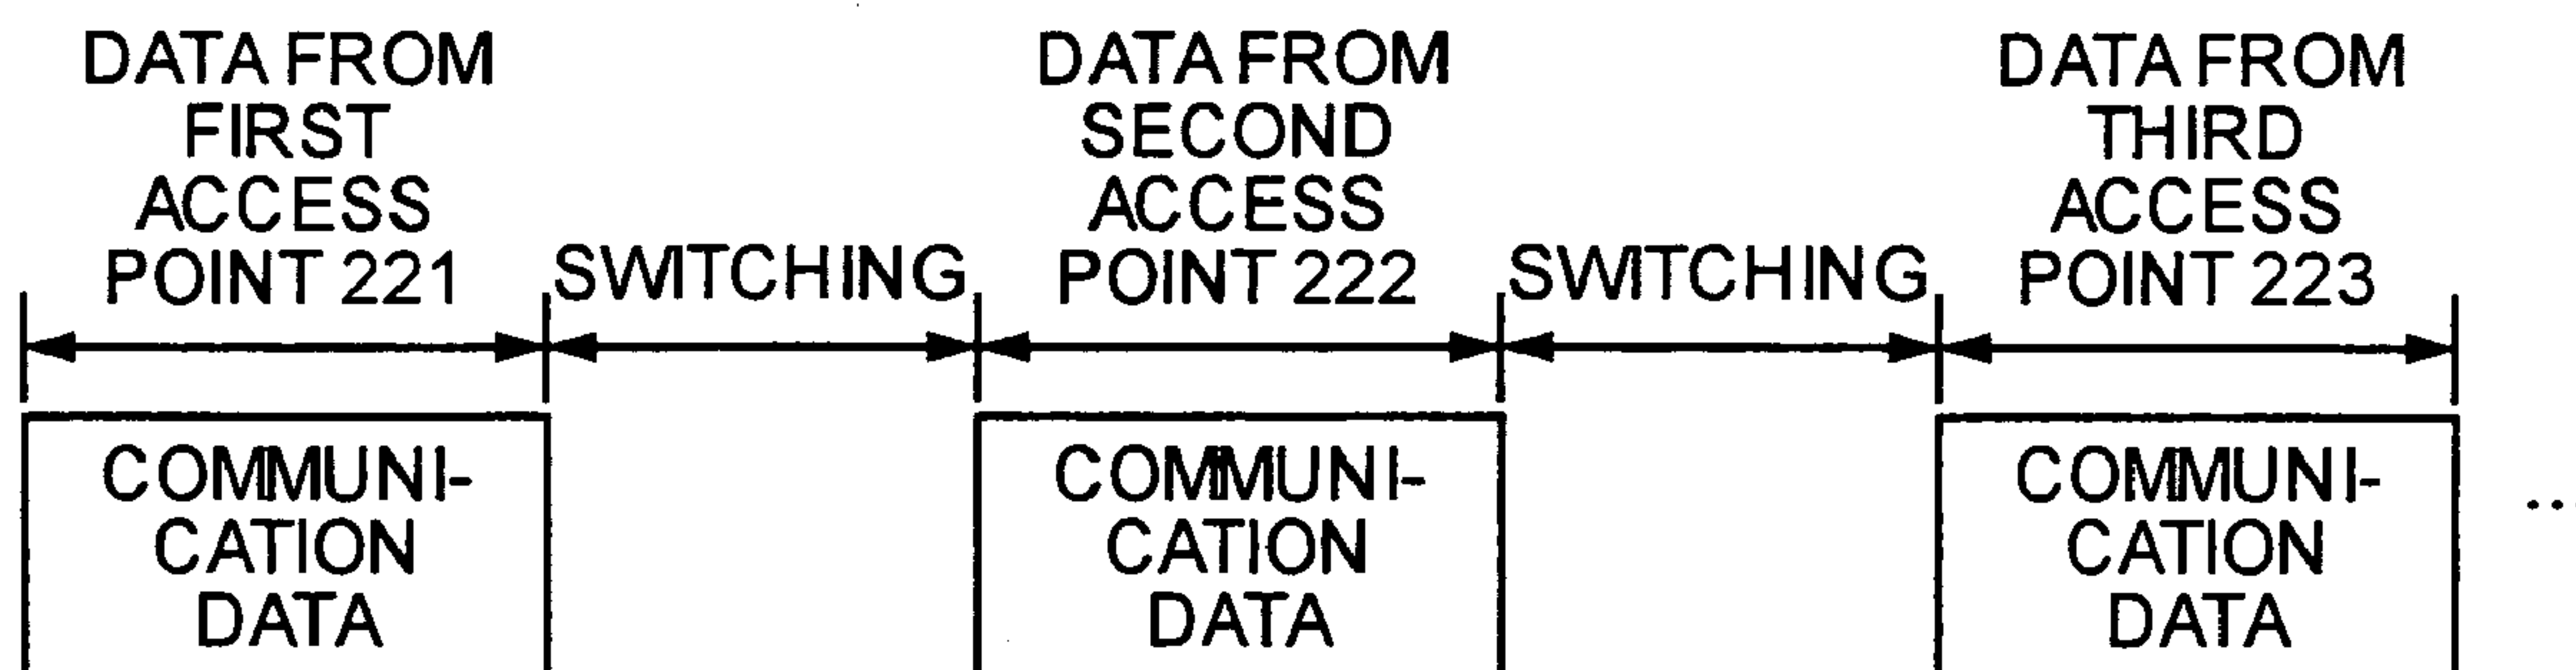 DATA FROM
FIRST
ACCESS
POINT 221
SWITCHING
DATA FROM
SECOND
ACCESS
POINT 222
SWITCHING
DATA FROM
THIRD
ACCESS
POINT 223
COMMUNI-
CATION
DATA
COMMUNI-
CATION
DATA
COMMUNI-
CATION
DATA